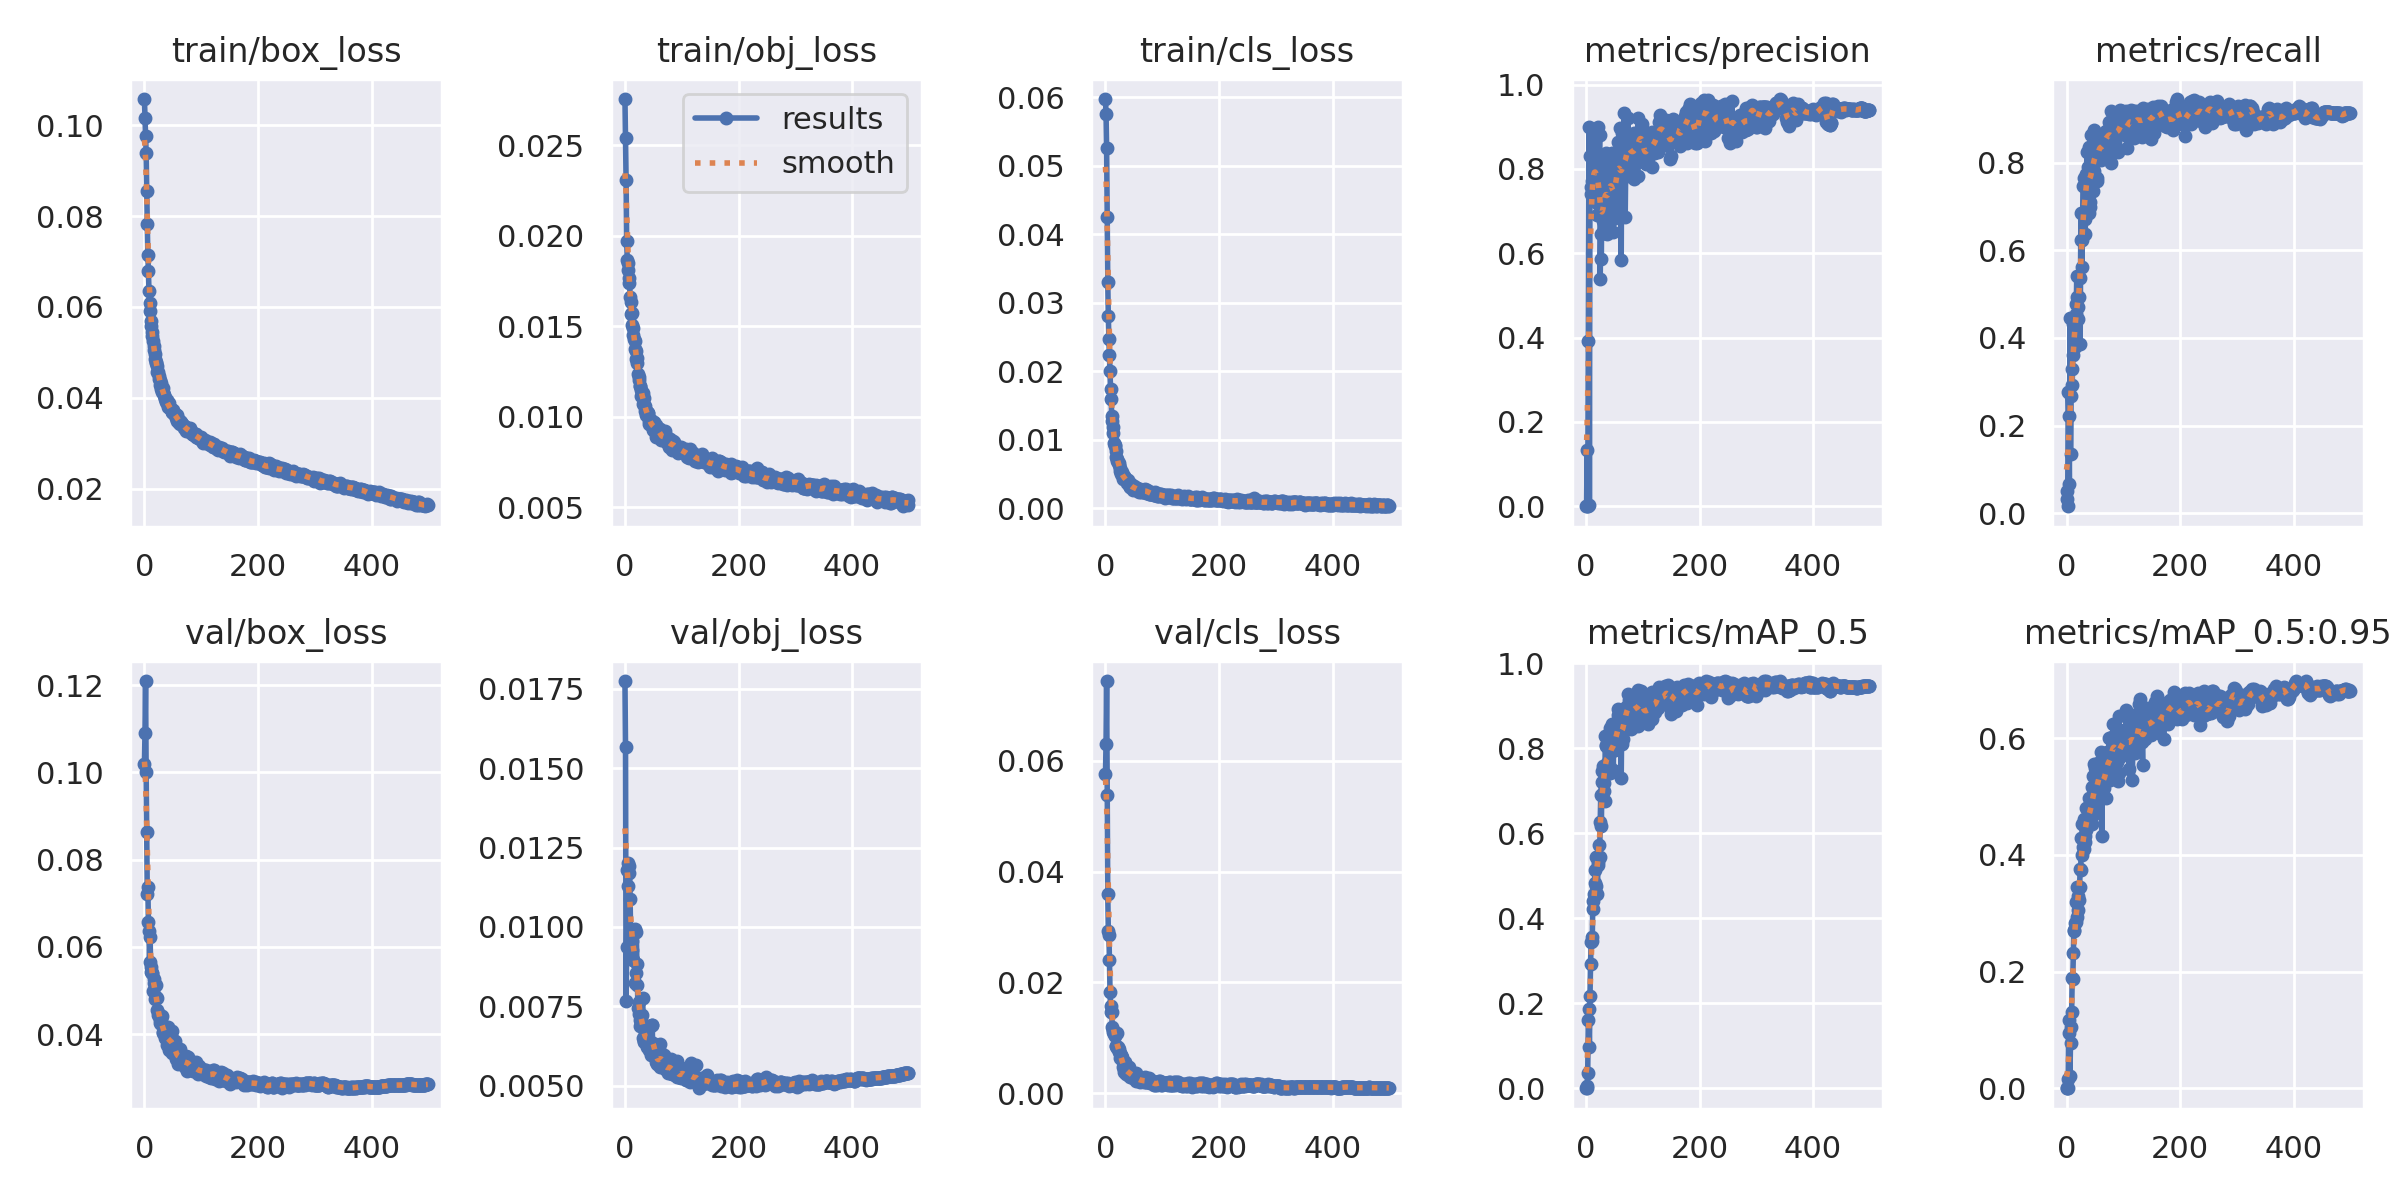 train/box_loss
train/obj_loss
train/cls_loss
metrics/precision
metrics/recall
0.10
0.08
0.06
0.04
0.02
0 200 400
0.025
0.020
0.015
0.010
0.005
results
smooth
0 200 400
0.06
0.05
0.04
0.03
0.02
0.01
0.00
0 200 400
1.0
0.8
0.6
0.4
0.2
0.0
0 200 400
0.8
0.6
0.4
0.2
0.0
0 200 400
val/box_loss
val/obj_loss
val/cls_loss
metrics/mAP_0.5
metrics/mAP_0.5:0.95
0.12
0.10
0.08
0.06
0.04
0 200 400
0.0175
0.0150
0.0125
0.0100
0.0075
0.0050
0 200 400
0.06
0.04
0.02
0.00
0 200 400
1.0
0.8
0.6
0.4
0.2
0.0
0 200 400
0.6
0.4
0.2
0.0
0 200 400